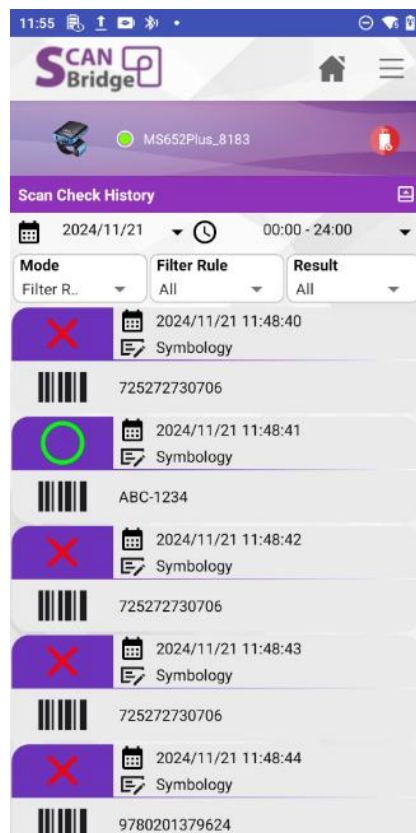 11:55
SCAN
Bridge
MS652Plus_8183
Scan Check History
2024/11/21 00:00 - 24:00
Mode Filter Rule Result
Filter R.. All All
2024/11/21 11:48:40
Symbology
725272730706
2024/11/21 11:48:41
Symbology
ABC-1234
2024/11/21 11:48:42
Symbology
725272730706
2024/11/21 11:48:43
Symbology
725272730706
2024/11/21 11:48:44
Symbology
9780201379624